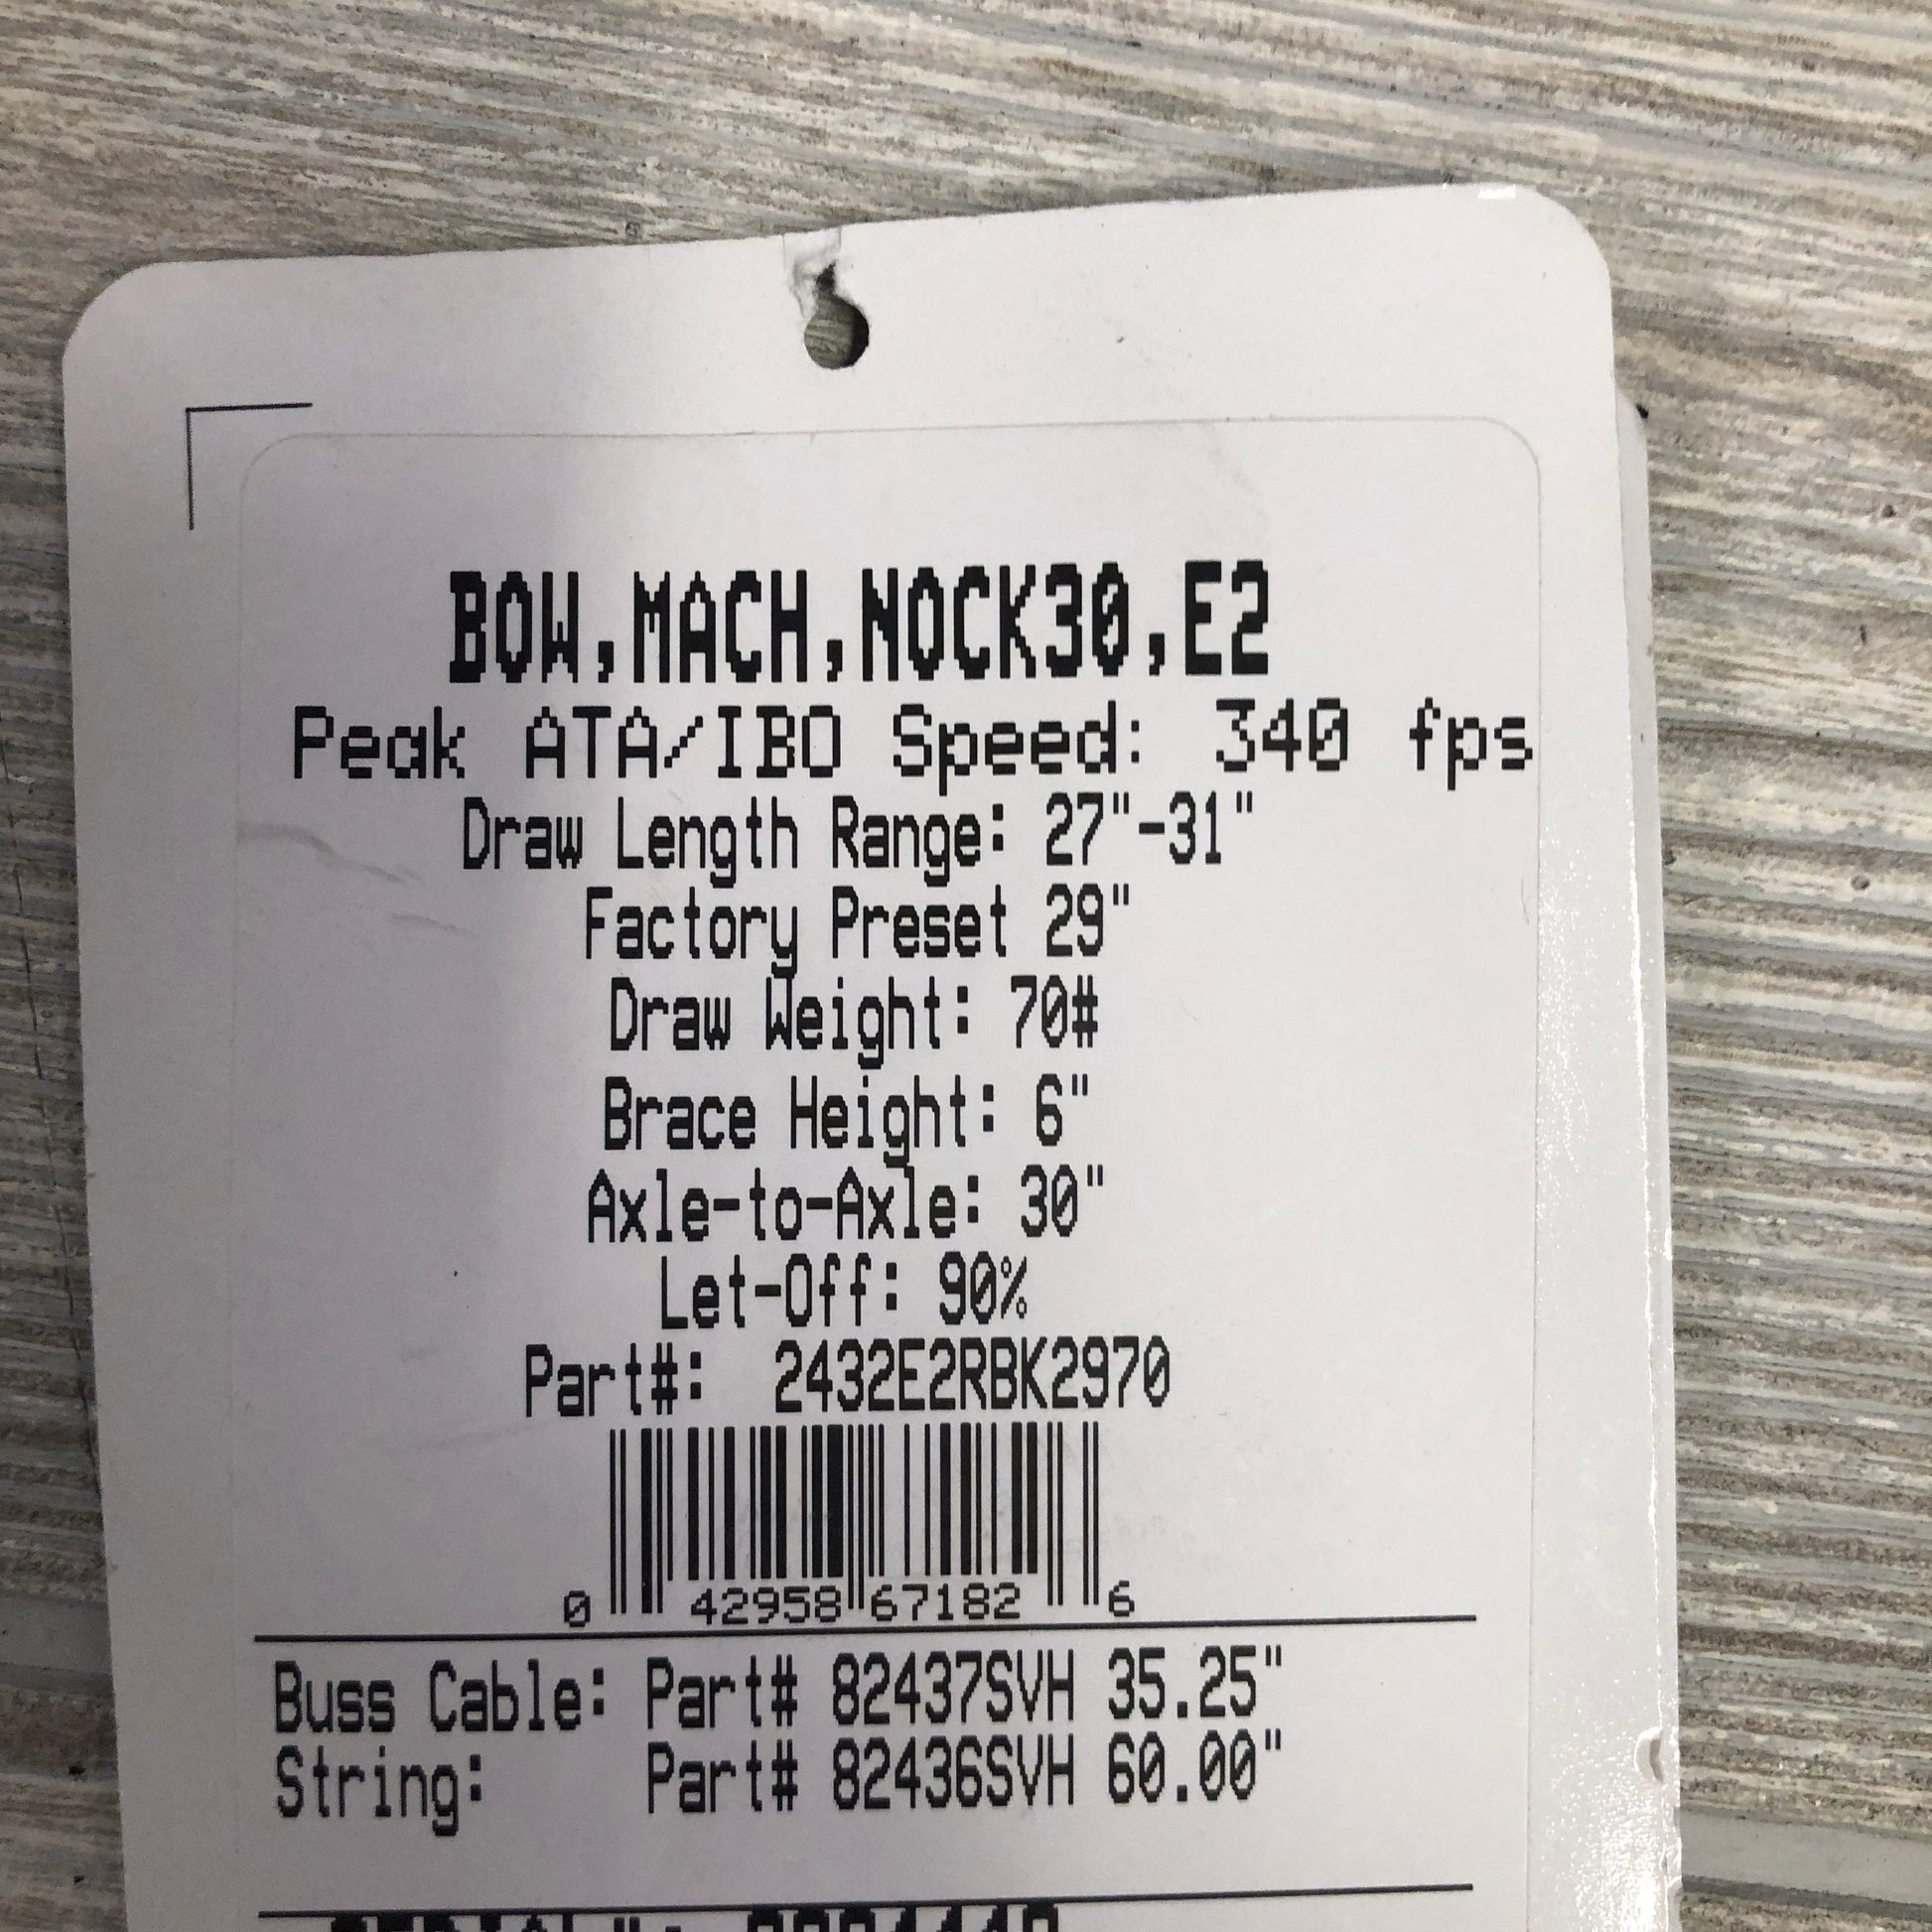 BOW,MACH,NOCK30,E2
Peak ATA/IBO Speed: 340 fps
Draw Length Range: 27"-31"
Factory Preset 29"
Draw Weight: 70#
Brace Height: 6"
Axle-to-Axle: 30"
Let-Off: 90%
Part#: 2432E2RBK2970
0 42958 67182 6
Buss Cable: Part# 82437SVH 35.25"
String: Part# 82436SVH 60.00"